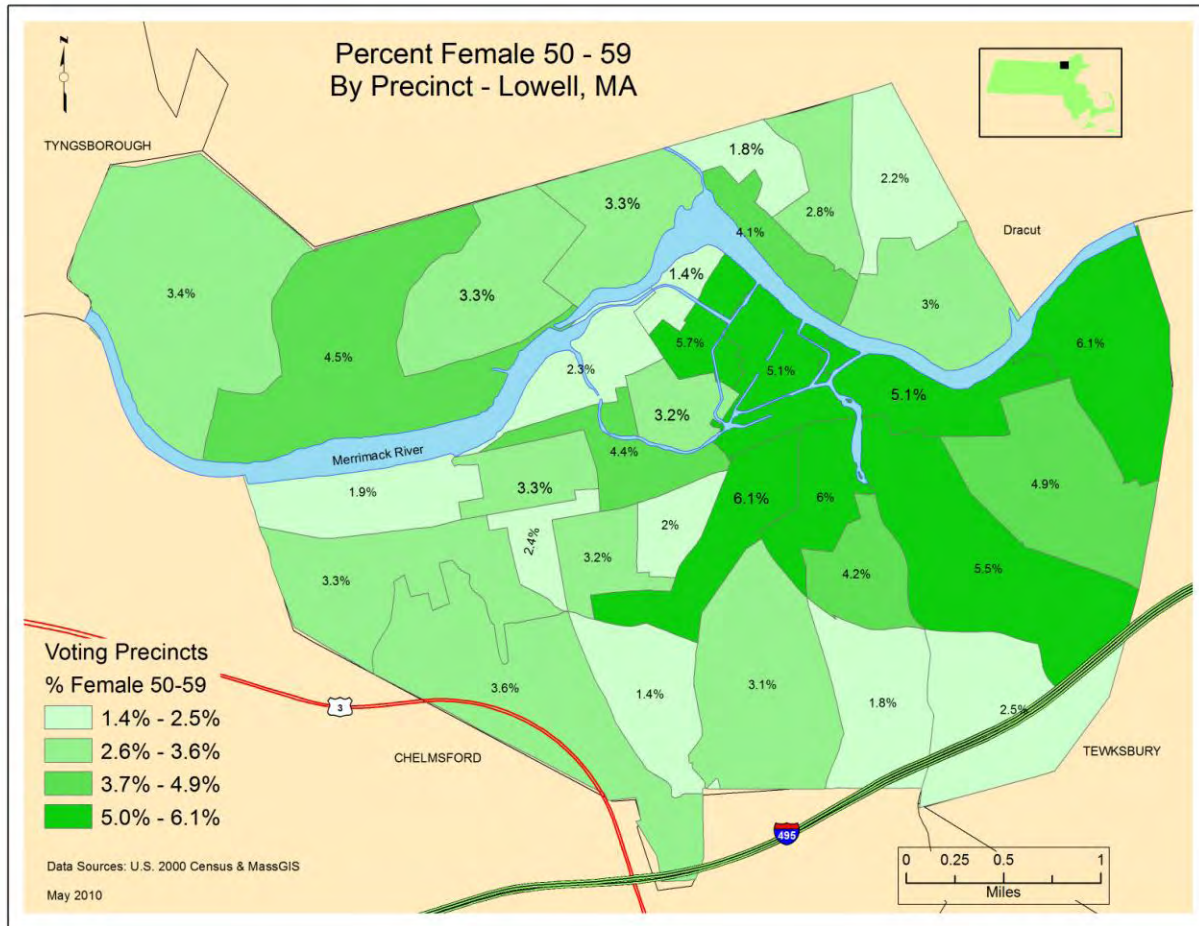 Percent Female 50 - 59
By Precinct - Lowell, MA
z
TYNGSBOROUGH
1.8%
2.2%
3.3%
2.8%
Dracut
4.1%
1.4%
3.4%
3.3%
3%
6.1%
4.5%
5.7%
2.3%
5.1%
5.1%
3.2%
4.4%
Merrimack River
1.9%
3.3%
4.9%
6.1%
6%
2%
2.4%
3.2%
3.3%
4.2%
5.5%
3.6%
1.4%
3.1%
1.8%
2.5%
3
CHELMSFORD
TEWKSBURY
495
Voting Precincts
% Female 50-59
1.4% - 2.5%
2.6% - 3.6%
3.7% - 4.9%
5.0% - 6.1%
Data Sources: U.S. 2000 Census & MassGIS
May 2010
0 0.25 0.5 1
Miles